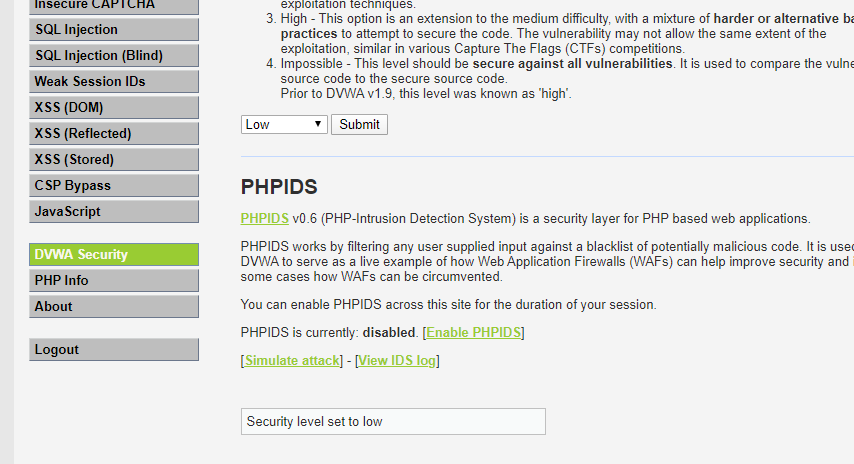 Insecure CAPTCHA
SQL Injection
SQL Injection (Blind)
Weak Session IDs
XSS (DOM)
XSS (Reflected)
XSS (Stored)
CSP Bypass
JavaScript
DVWA Security
PHP Info
About
Logout
exploitation techniques.
3. High - This option is an extension to the medium difficulty, with a mixture of harder or alternative ba
practices to attempt to secure the code. The vulnerability may not allow the same extent of the
exploitation, similar in various Capture The Flags (CTFs) competitions.
4. Impossible - This level should be secure against all vulnerabilities. It is used to compare the vulne
source code to the secure source code.
Prior to DVWA v1.9, this level was known as 'high'.
Low Submit
PHPIDS
PHPIDS v0.6 (PHP-Intrusion Detection System) is a security layer for PHP based web applications.
PHPIDS works by filtering any user supplied input against a blacklist of potentially malicious code. It is used
DVWA to serve as a live example of how Web Application Firewalls (WAFs) can help improve security and
some cases how WAFs can be circumvented.
You can enable PHPIDS across this site for the duration of your session.
PHPIDS is currently: disabled. [Enable PHPIDS]
[Simulate attack] - [View IDS log]
Security level set to low